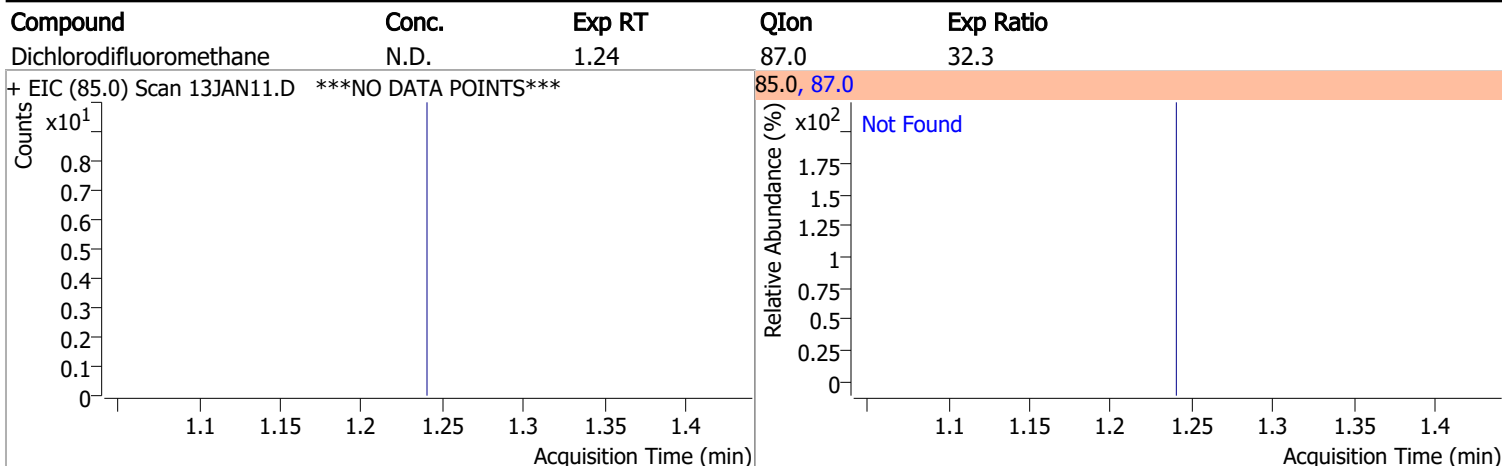 Compound Conc. Exp RT QIon Exp Ratio
Dichlorodifluoromethane N.D. 1.24 87.0 32.3
+ EIC (85.0) Scan 13JAN11.D ***NO DATA POINTS***
Counts
x10¹
0.8
0.7
0.6
0.5
0.4
0.3
0.2
0.1
0
1.1 1.15 1.2 1.25 1.3 1.35 1.4
Acquisition Time (min)
85.0, 87.0
Relative Abundance (%)
x10²
Not Found
1.75
1.5
1.25
1
0.75
0.5
0.25
0
1.1 1.15 1.2 1.25 1.3 1.35 1.4
Acquisition Time (min)